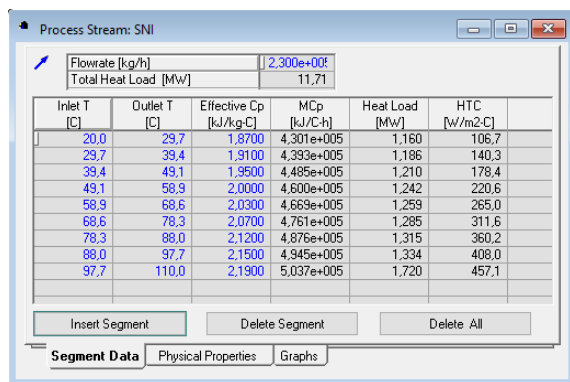 Process Stream: SNI
Flowrate [kg/h] 2,300e+005
Total Heat Load [MW] 11,71
Inlet T Outlet T Effective Cp MCp Heat Load HTC
[C] [C] [kJ/kg-C] [kJ/C-h] [MW] [W/m2-C]
20,0 29,7 1,8700 4,301e+005 1,160 106,7
29,7 39,4 1,9100 4,393e+005 1,186 140,3
39,4 49,1 1,9500 4,485e+005 1,210 178,4
49,1 58,9 2,0000 4,600e+005 1,242 220,6
58,9 68,6 2,0300 4,669e+005 1,259 265,0
68,6 78,3 2,0700 4,761e+005 1,285 311,6
78,3 88,0 2,1200 4,876e+005 1,315 360,2
88,0 97,7 2,1500 4,945e+005 1,334 408,0
97,7 110,0 2,1900 5,037e+005 1,720 457,1
Insert Segment Delete Segment Delete All
Segment Data Physical Properties Graphs